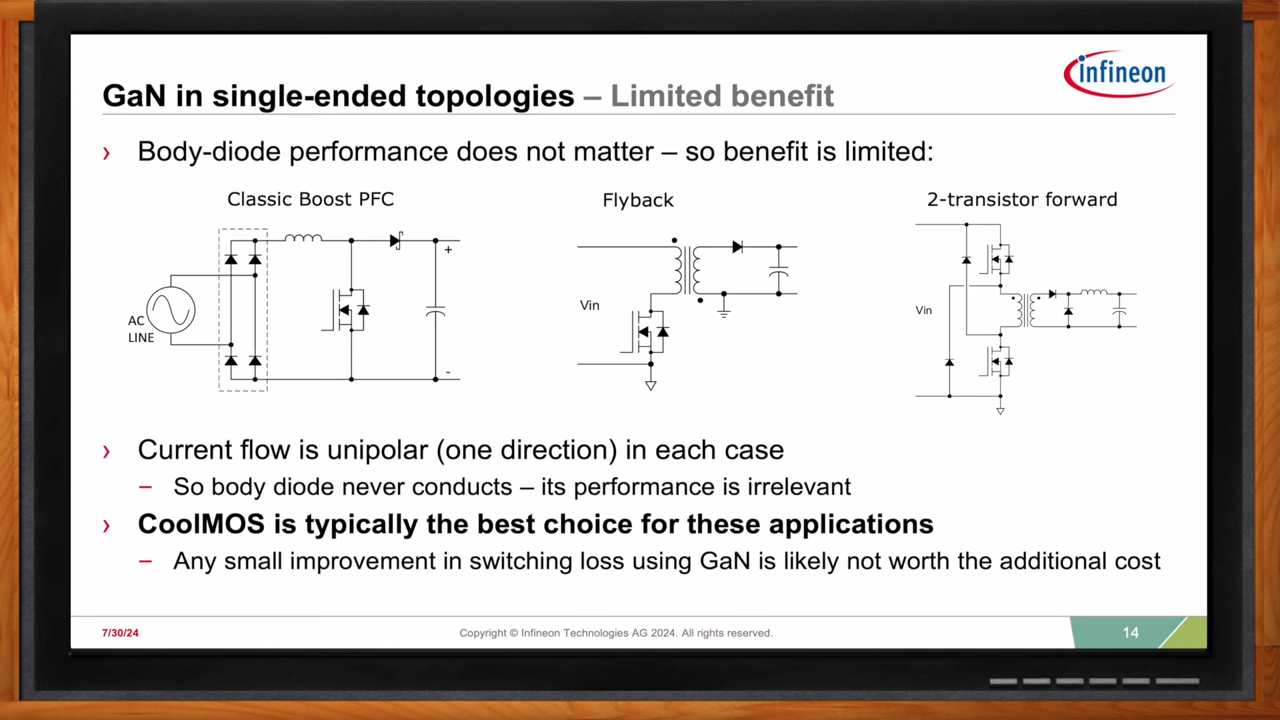 infineon
GaN in single-ended topologies – Limited benefit
› Body-diode performance does not matter – so benefit is limited:
Classic Boost PFC
Flyback
2-transistor forward
+
AC
LINE
-
Vin
Vin
› Current flow is unipolar (one direction) in each case
– So body diode never conducts – its performance is irrelevant
› CoolMOS is typically the best choice for these applications
– Any small improvement in switching loss using GaN is likely not worth the additional cost
7/30/24
Copyright © Infineon Technologies AG 2024. All rights reserved.
14